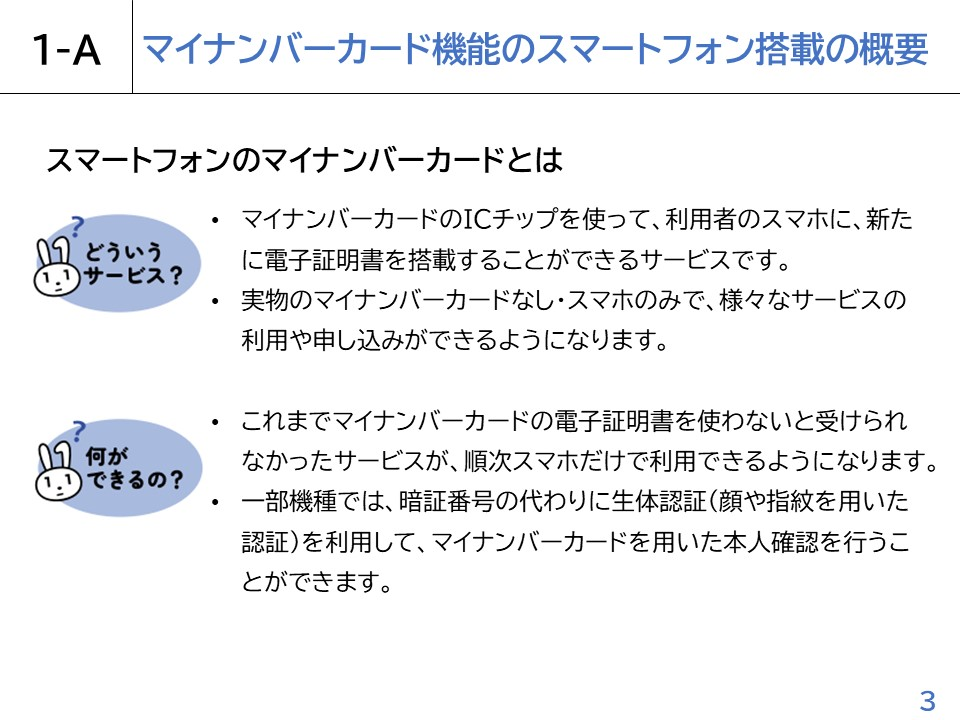 1-A
マイナンバーカード機能のスマートフォン搭載の概要
スマートフォンのマイナンバーカードとは
?
どういう
サービス?
• マイナンバーカードのICチップを使って、利用者のスマホに、新た
に電子証明書を搭載することができるサービスです。
• 実物のマイナンバーカードなし・スマホのみで、様々なサービスの
利用や申し込みができるようになります。
?
何が
できるの?
• これまでマイナンバーカードの電子証明書を使わないと受けられ
なかったサービスが、順次スマホだけで利用できるようになります。
• 一部機種では、暗証番号の代わりに生体認証(顔や指紋を用いた
認証)を利用して、マイナンバーカードを用いた本人確認を行うこ
とができます。
3